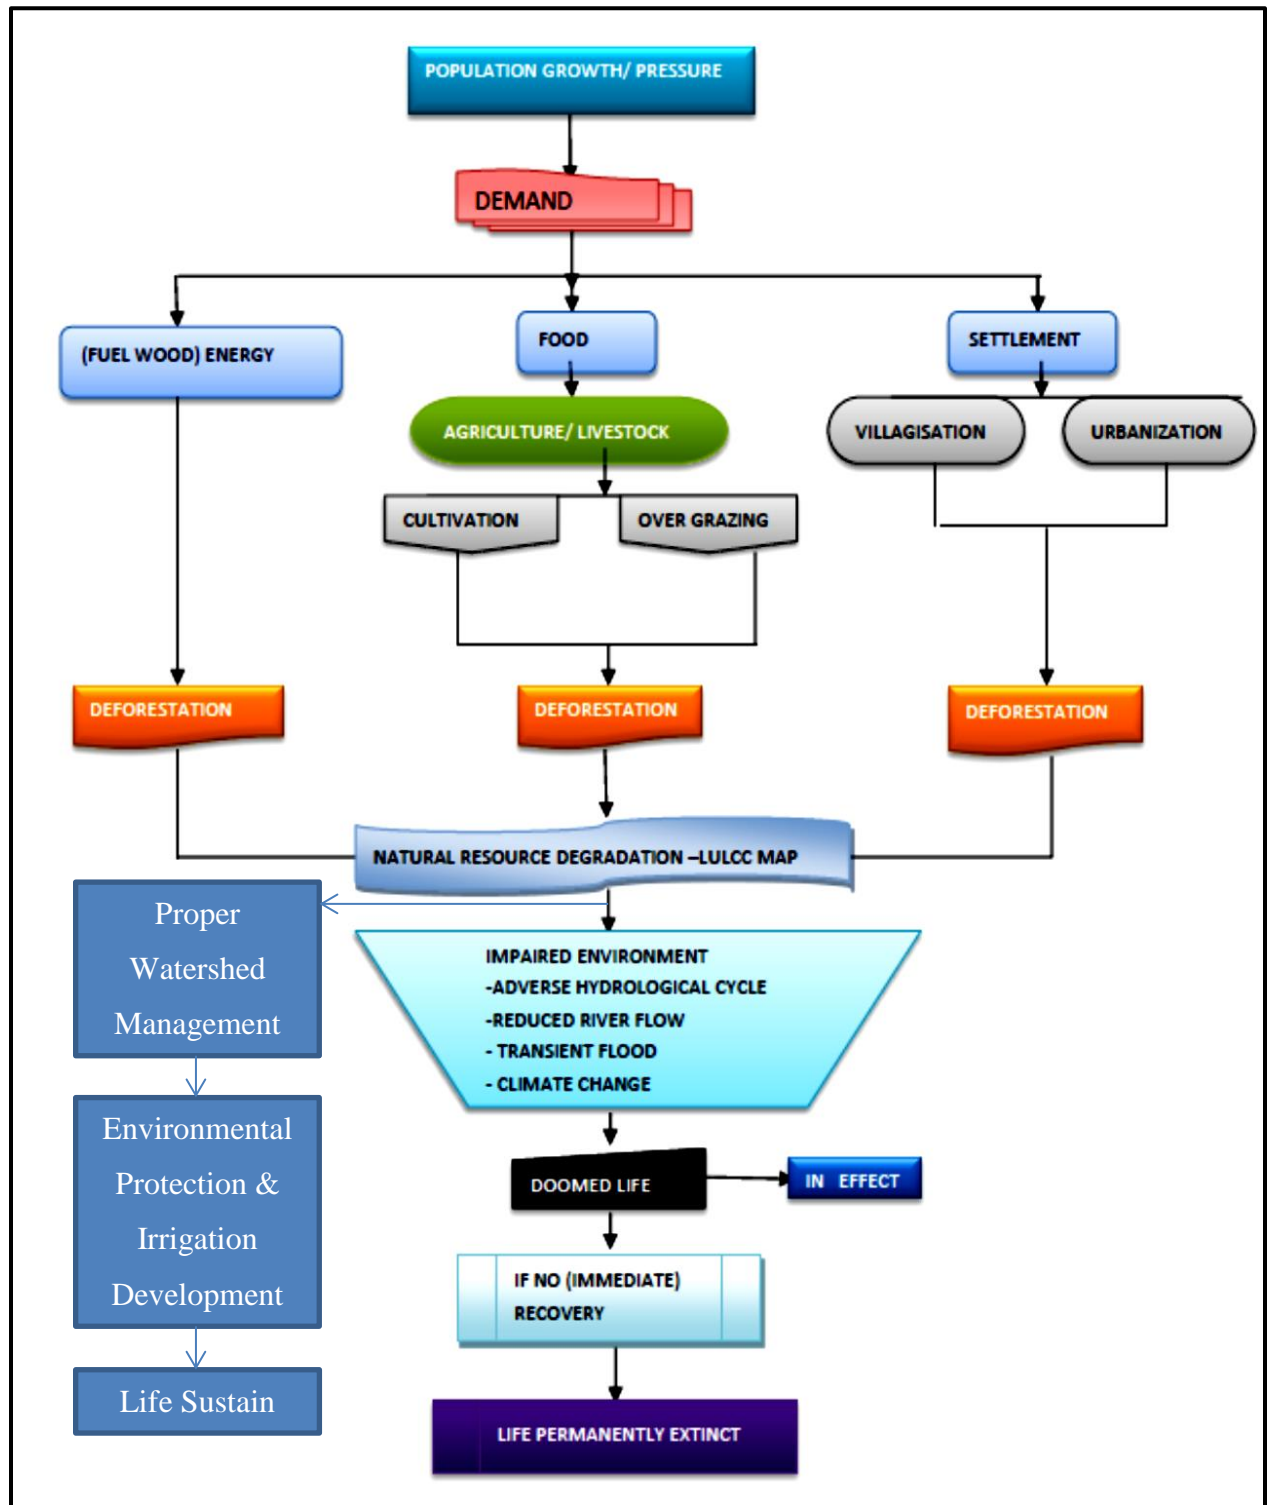 POPULATION GROWTH/ PRESSURE
DEMAND
(FUEL WOOD) ENERGY
FOOD
SETTLEMENT
AGRICULTURE/ LIVESTOCK
VILLAGISATION
URBANIZATION
CULTIVATION
OVER GRAZING
DEFORESTATION
DEFORESTATION
DEFORESTATION
NATURAL RESOURCE DEGRADATION –LULCC MAP
Proper
Watershed
Management
IMPAIRED ENVIRONMENT
-ADVERSE HYDROLOGICAL CYCLE
-REDUCED RIVER FLOW
- TRANSIENT FLOOD
- CLIMATE CHANGE
Environmental
Protection &
Irrigation
Development
DOOMED LIFE
IN EFFECT
IF NO (IMMEDIATE)
RECOVERY
Life Sustain
LIFE PERMANENTLY EXTINCT